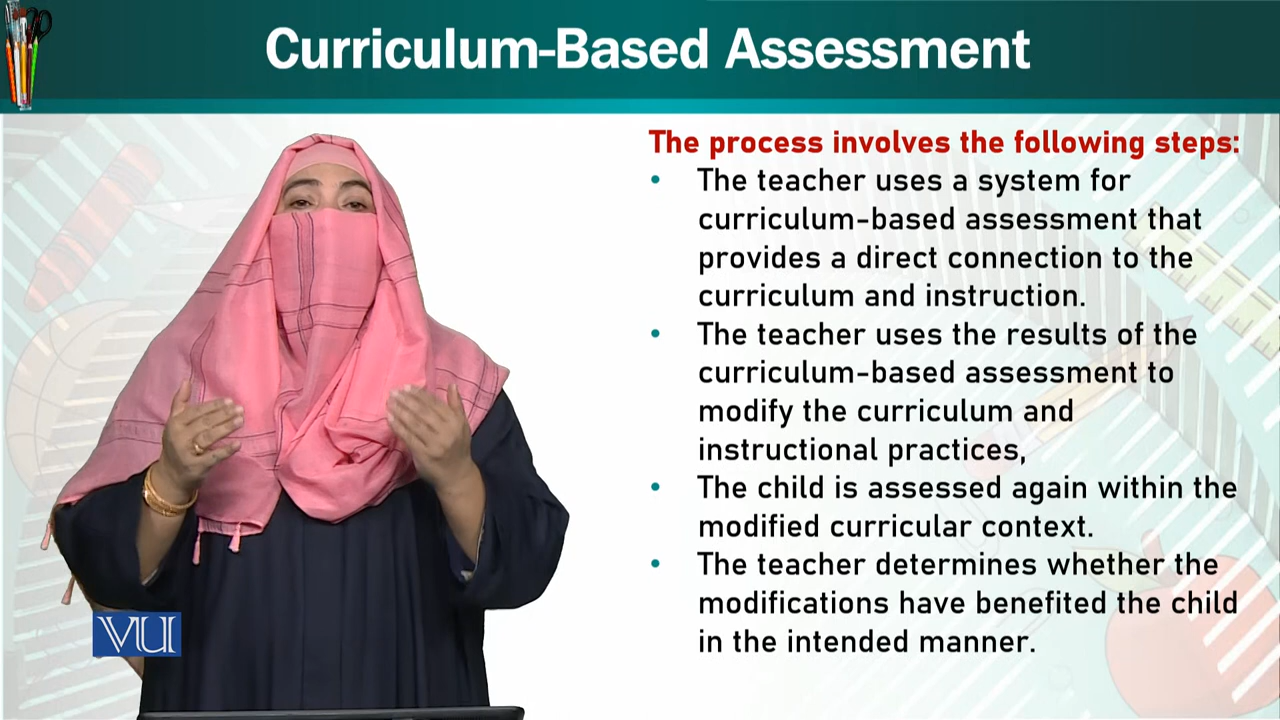 Curriculum-Based Assessment
The process involves the following steps:
• The teacher uses a system for
curriculum-based assessment that
provides a direct connection to the
curriculum and instruction.
• The teacher uses the results of the
curriculum-based assessment to
modify the curriculum and
instructional practices,
• The child is assessed again within the
modified curricular context.
• The teacher determines whether the
modifications have benefited the child
in the intended manner.
VU